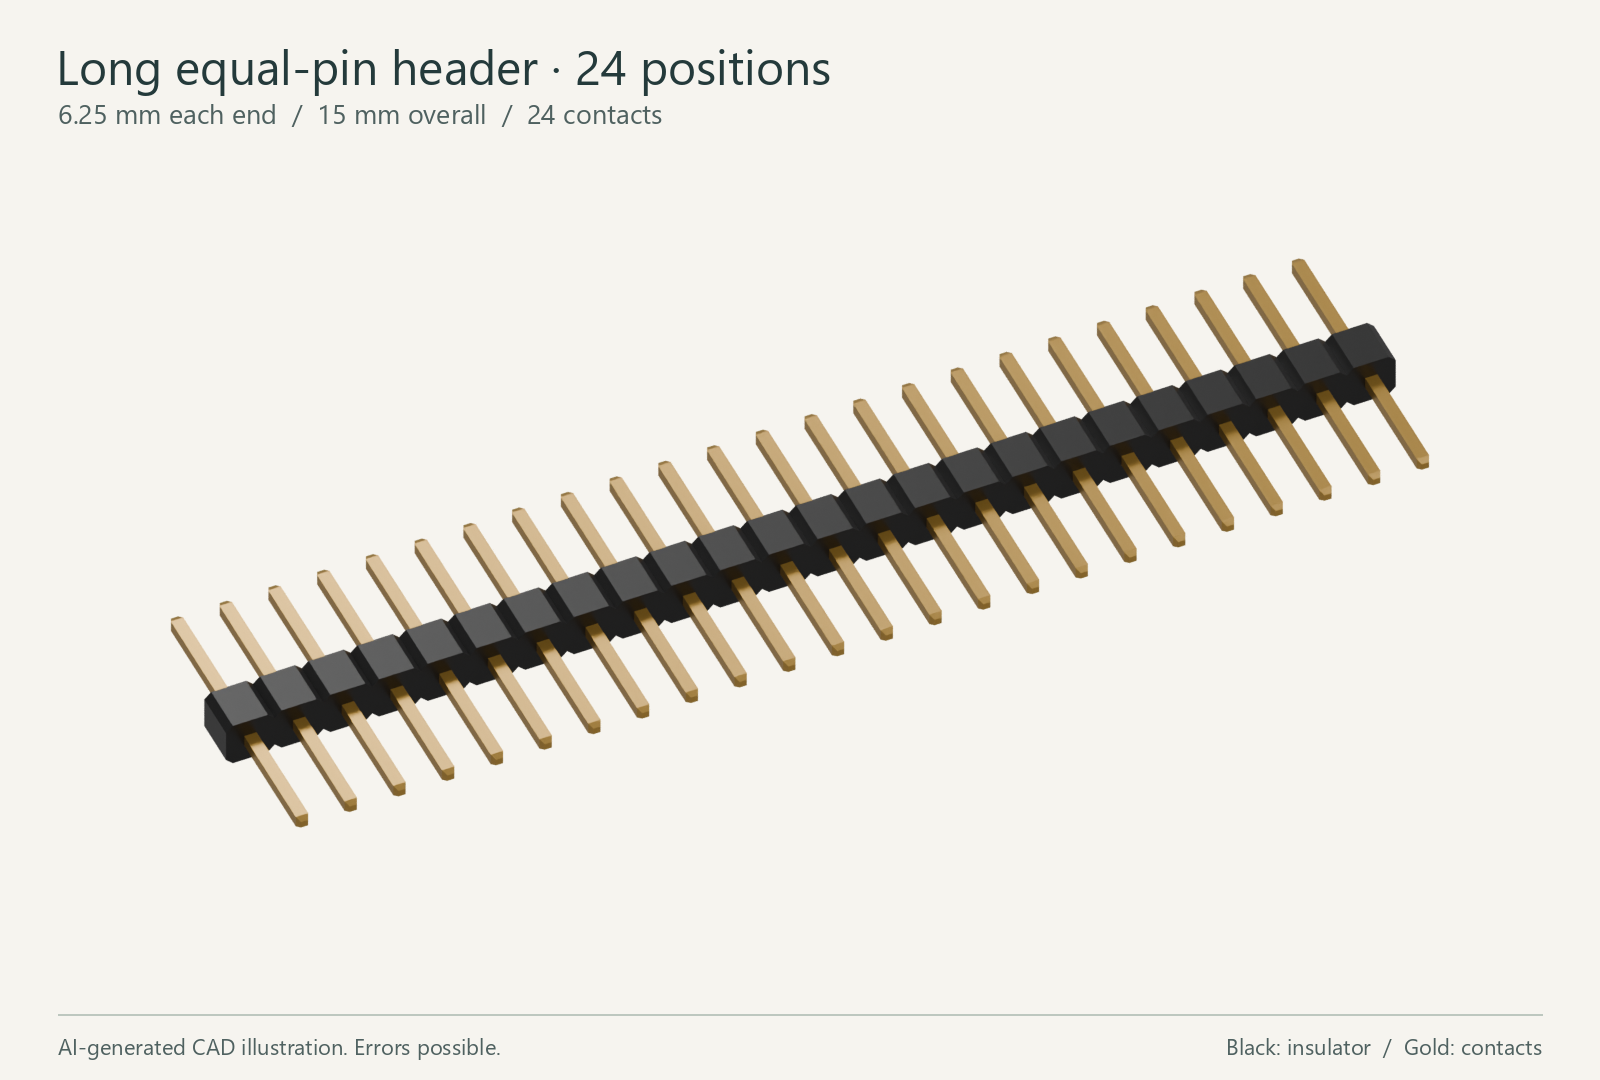 Long equal-pin header · 24 positions
6.25 mm each end / 15 mm overall / 24 contacts
AI-generated CAD illustration. Errors possible.
Black: insulator / Gold: contacts